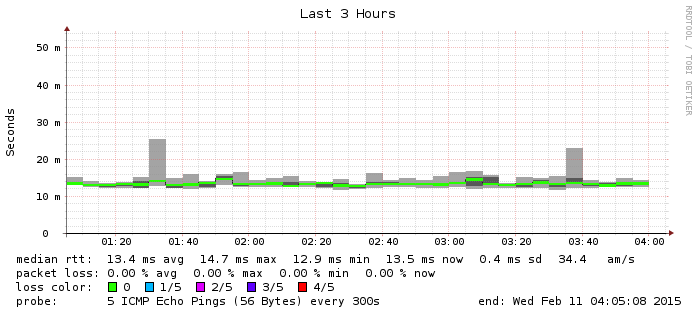 Last 3 Hours
RRDTOOL / TOBI OETIKER
Seconds
50 m
40 m
30 m
20 m
10 m
0
01:20 01:40 02:00 02:20 02:40 03:00 03:20 03:40 04:00
median rtt: 13.4 ms avg 14.7 ms max 12.9 ms min 13.5 ms now 0.4 ms sd 34.4 am/s
packet loss: 0.00 % avg 0.00 % max 0.00 % min 0.00 % now
loss color: 0 1/5 2/5 3/5 4/5
probe: 5 ICMP Echo Pings (56 Bytes) every 300s end: Wed Feb 11 04:05:08 2015